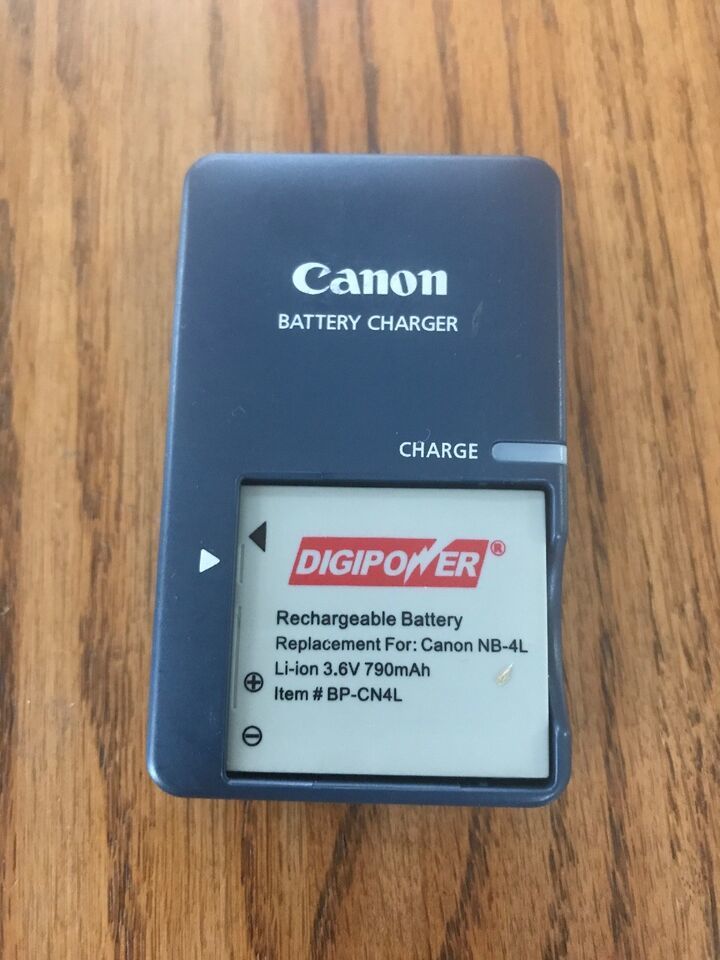 Canon
BATTERY CHARGER
CHARGE
DIGIPOWER®
Rechargeable Battery
Replacement For: Canon NB-4L
Li-ion 3.6V 790mAh
Item # BP-CN4L